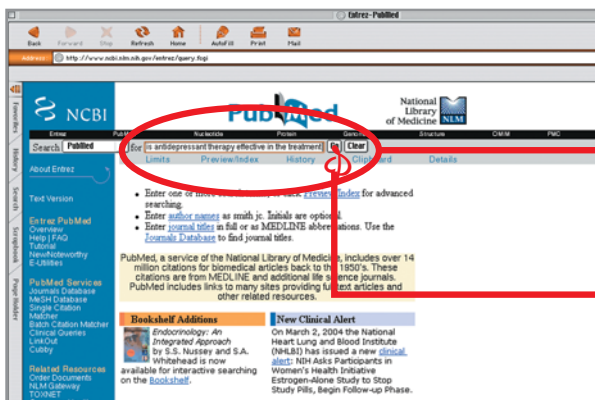 Entrez-PubMed
Back Forward Stop Refresh Home AutoFill Print Mail
Address http://www.ncbi.nlm.nih.gov/entrez/query.fcgi
Favorites
History
Search
Scrapbook
Page Holder
NCBI
PubMed
National
Library
of Medicine NLM
Entrez PubMed Nucleotide Protein Genome Structure OMIM PMC
Search PubMed for is antidepressant therapy effective in the treatment Go Clear
Limits Preview/Index History Clipboard Details
About Entrez
Text Version
Entrez PubMed
Overview
Help | FAQ
Tutorial
New/Noteworthy
E-Utilities
PubMed Services
Journals Database
MeSH Database
Single Citation
Matcher
Batch Citation Matcher
Clinical Queries
LinkOut
Cubby
Related Resources
Order Documents
NLM Gateway
TOXNET
Enter one or more Preview/Index for advanced
searching.
Enter author names as smith jc. Initials are optional.
Enter journal titles in full or as MEDLINE abbreviations. Use the
Journals Database to find journal titles.
PubMed, a service of the National Library of Medicine, includes over 14
million citations for biomedical articles back to the 1950's. These
citations are from MEDLINE and additional life science journals.
PubMed includes links to many sites providing full text articles and
other related resources.
Bookshelf Additions
Endocrinology: An
Integrated Approach
by S.S. Nussey and S.A.
Whitehead is now
available for interactive searching
on the Bookshelf.
New Clinical Alert
On March 2, 2004 the National
Heart Lung and Blood Institute
(NHLBI) has issued a new clinical
alert: NIH Asks Participants in
Women's Health Initiative
Estrogen-Alone Study to Stop
Study Pills, Begin Follow-up Phase.